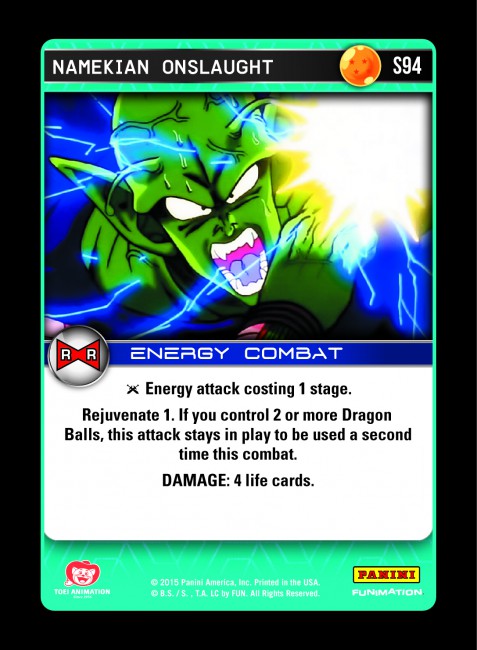 NAMEKIAN ONSLAUGHT
S94
R R
ENERGY COMBAT
Energy attack costing 1 stage.
Rejuvenate 1. If you control 2 or more Dragon
Balls, this attack stays in play to be used a second
time this combat.
DAMAGE: 4 life cards.
TOEI ANIMATION
© 2015 Panini America, Inc. Printed in the USA.
© B.S. / S. , T.A. LC by FUN. All Rights Reserved.
PANINI
FUNIMATION